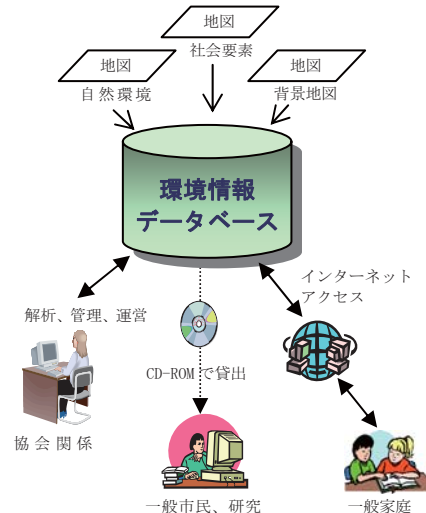 地図
社会要素
地図
自然環境
地図
背景地図
環境情報
データベース
インターネット
アクセス
解析、管理、運営
CD-ROMで貸出
協会関係
一般市民、研究
一般家庭